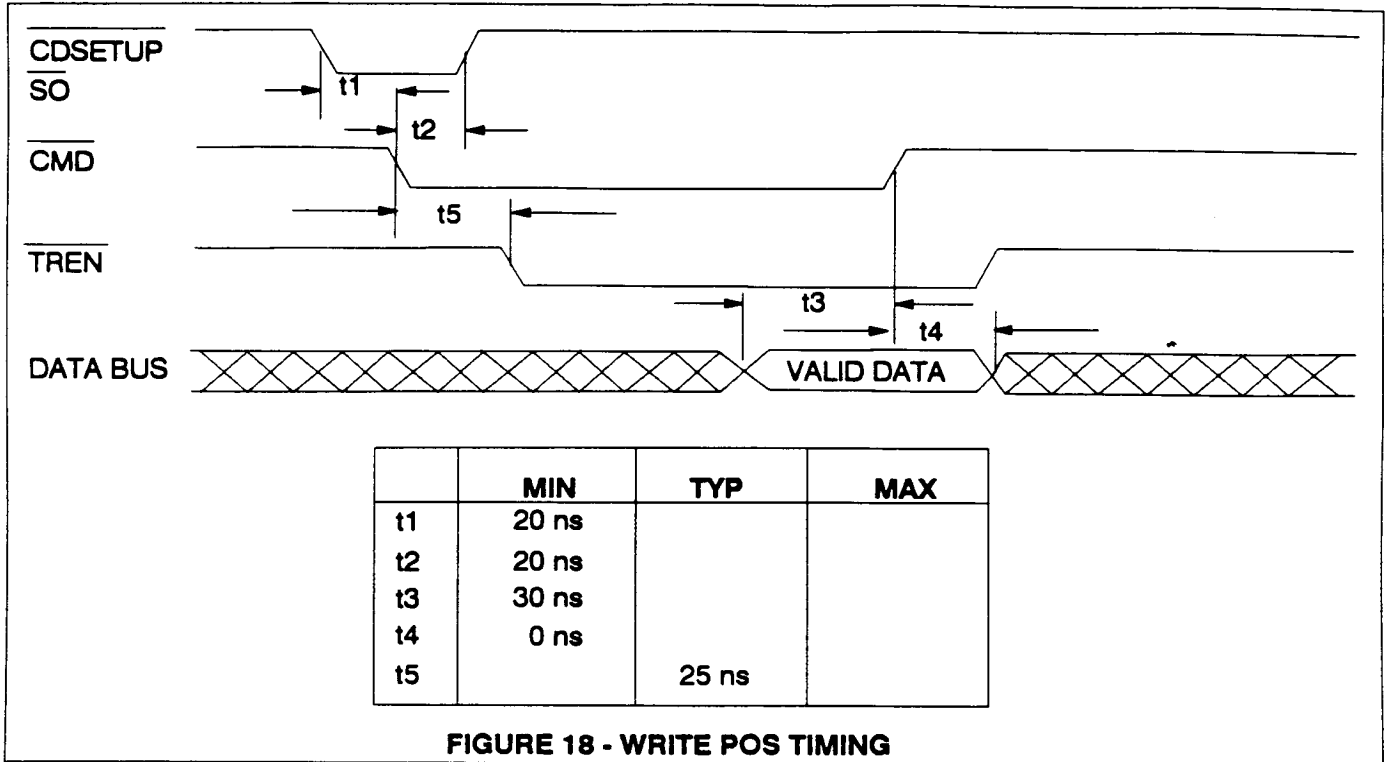 CDSETUP
SO
t1
t2
CMD
t5
TREN
t3
t4
DATA BUS
VALID DATA
MIN TYP MAX
t1 20 ns
t2 20 ns
t3 30 ns
t4 0 ns
t5 25 ns
FIGURE 18 - WRITE POS TIMING